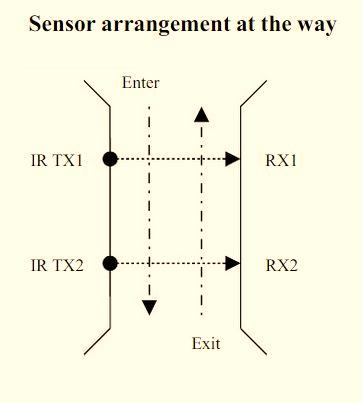 Sensor arrangement at the way
Enter
IR TX1
RX1
IR TX2
RX2
Exit